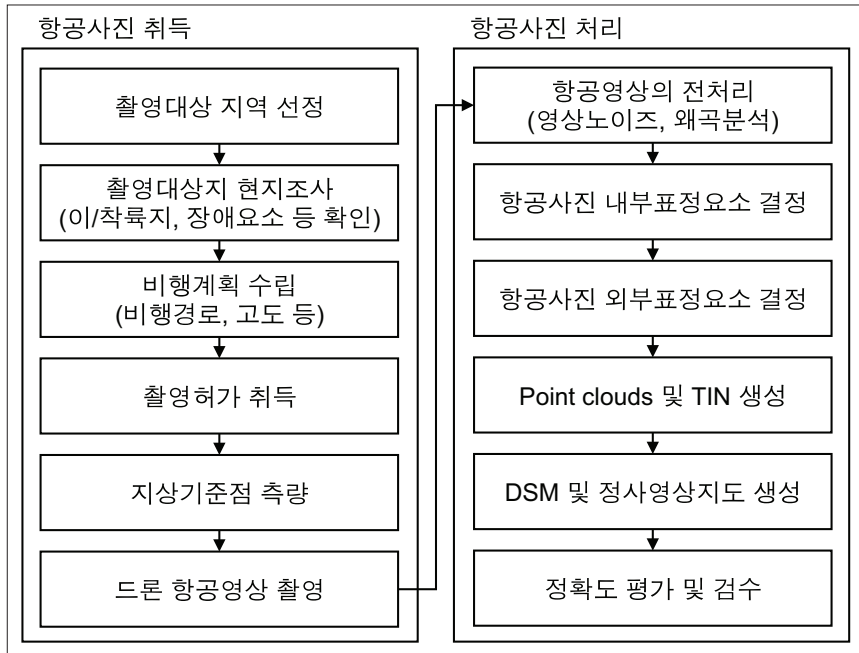 항공사진 취득
촬영대상 지역 선정
촬영대상지 현지조사
(이/착륙지, 장애요소 등 확인)
비행계획 수립
(비행경로, 고도 등)
촬영허가 취득
지상기준점 측량
드론 항공영상 촬영
항공사진 처리
항공영상의 전처리
(영상노이즈, 왜곡분석)
항공사진 내부표정요소 결정
항공사진 외부표정요소 결정
Point clouds 및 TIN 생성
DSM 및 정사영상지도 생성
정확도 평가 및 검수